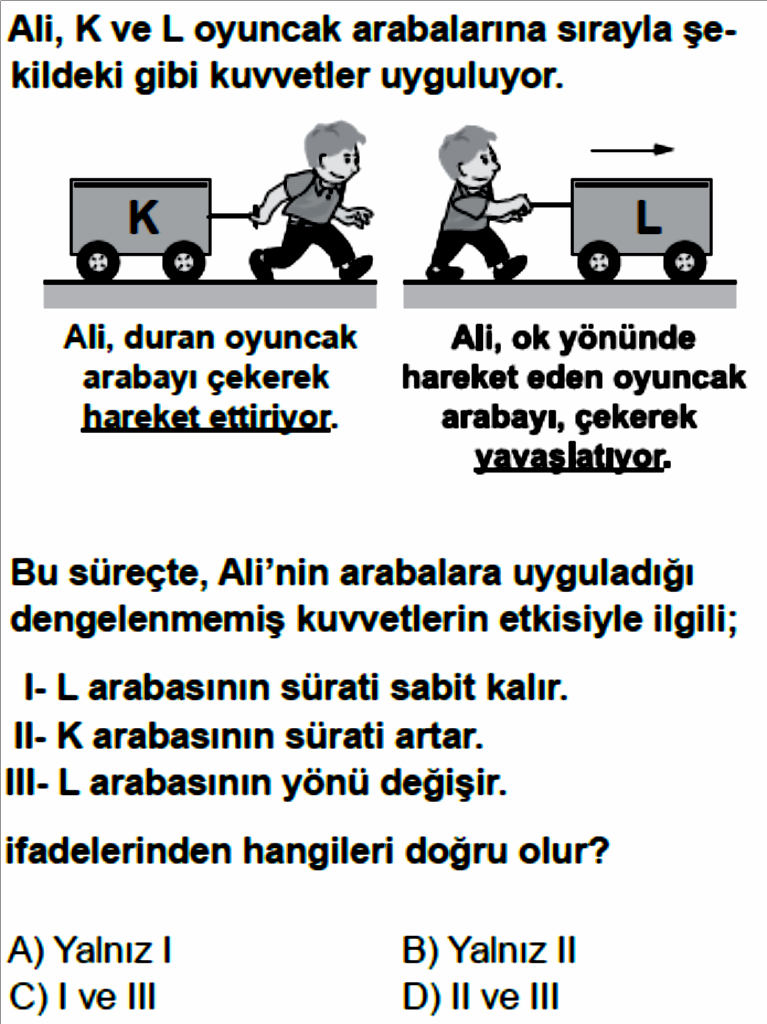 Ali, K ve L oyuncak arabalarına sırayla şe-
kildeki gibi kuvvetler uyguluyor.
K
L
Ali, duran oyuncak
arabayı çekerek
hareket ettiriyor.
Ali, ok yönünde
hareket eden oyuncak
arabayı, çekerek
yavaşlatıyor.
Bu süreçte, Ali’nin arabalara uyguladığı
dengelenmemiş kuvvetlerin etkisiyle ilgili;
I- L arabasının sürati sabit kalır.
II- K arabasının sürati artar.
III- L arabasının yönü değişir.
ifadelerinden hangileri doğru olur?
A) Yalnız I
B) Yalnız II
C) I ve III
D) II ve III